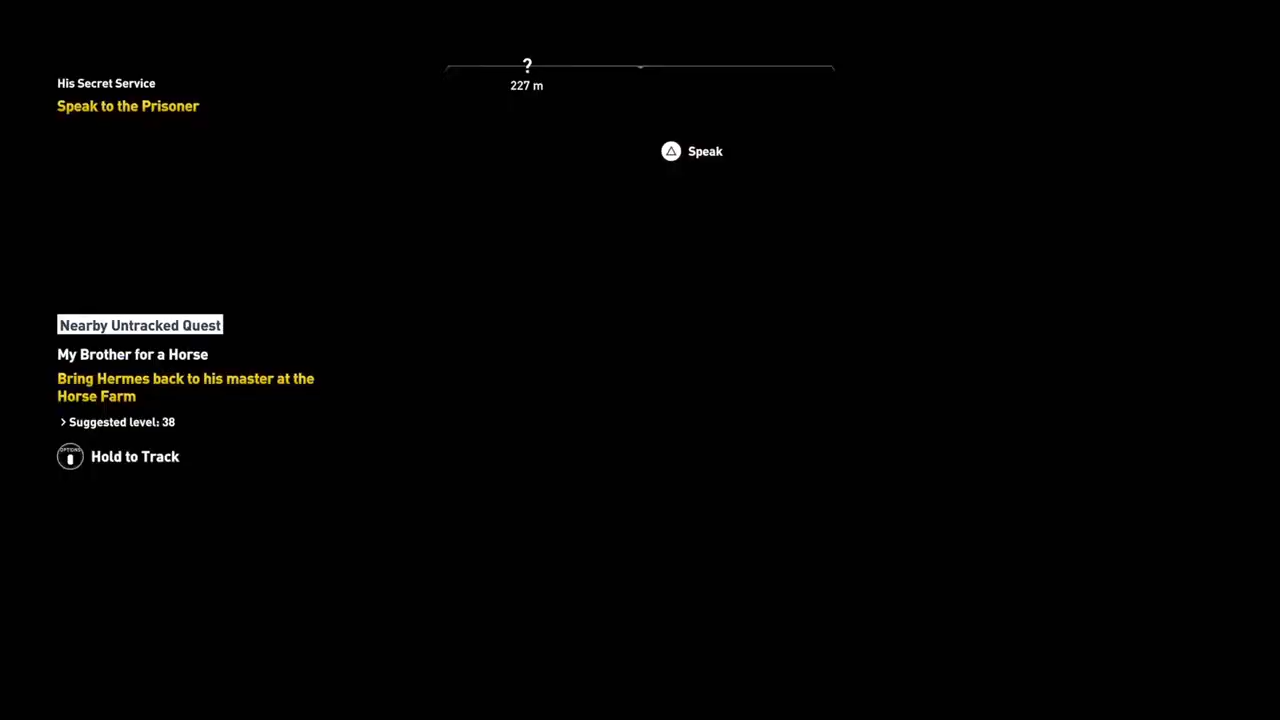 ?
227 m
His Secret Service
Speak to the Prisoner
Speak
Nearby Untracked Quest
My Brother for a Horse
Bring Hermes back to his master at the
Horse Farm
> Suggested level: 38
OPTIONS
Hold to Track